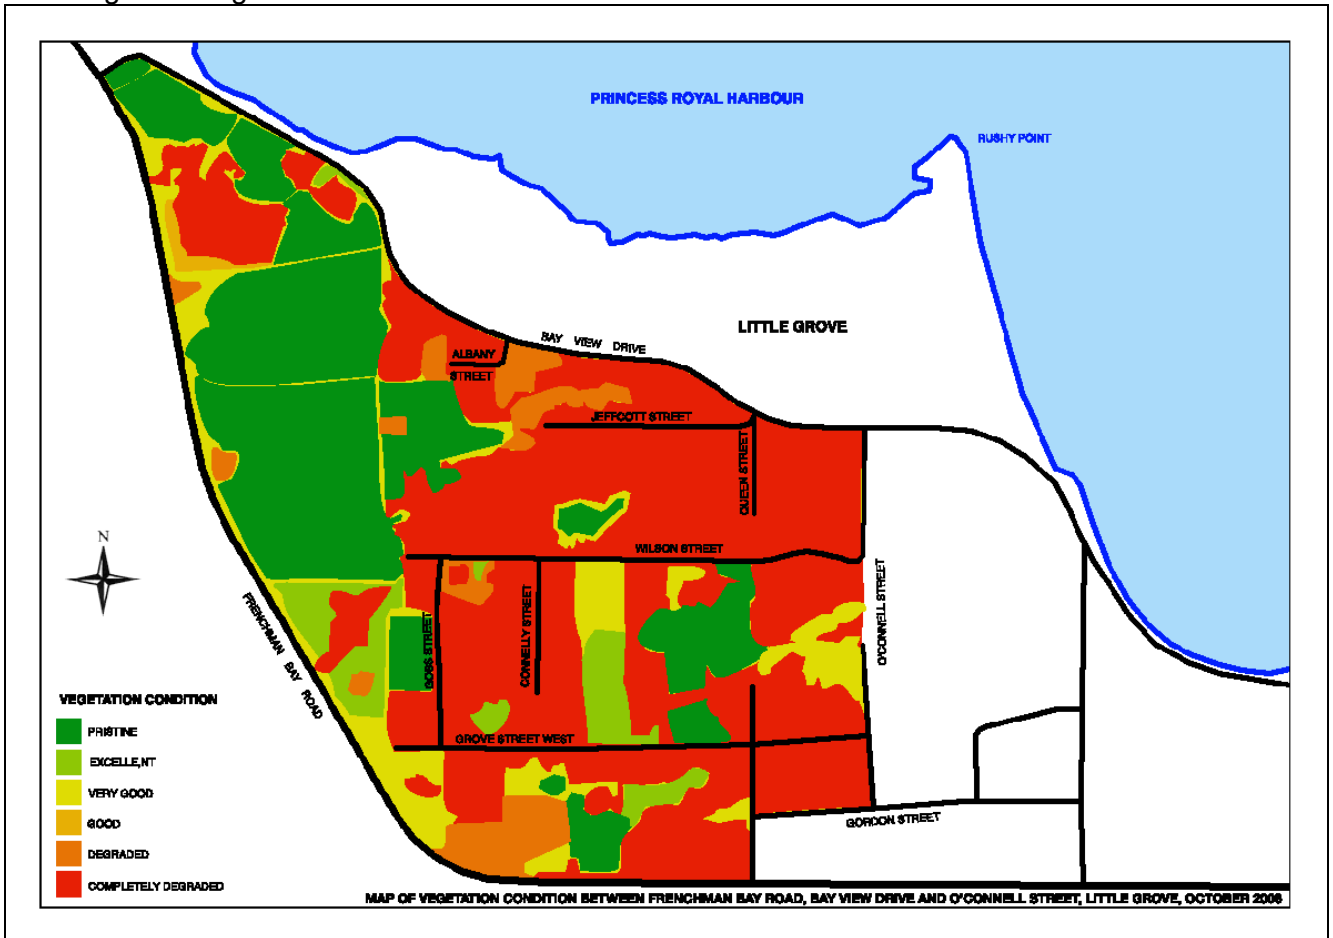 PRINCESS ROYAL HARBOUR
RUSHY POINT
LITTLE GROVE
BAY VIEW DRIVE
ALBANY
STREET
JEFFCOTT STREET
QUEEN STREET
WILSON STREET
O'CONNELL STREET
CONNELLY STREET
GOSS STREET
N
FRENCHMAN BAY ROAD
GROVE STREET WEST
GORDON STREET
VEGETATION CONDITION
PRISTINE
EXCELLE,NT
VERY GOOD
GOOD
DEGRADED
COMPLETELY DEGRADED
MAP OF VEGETATION CONDITION BETWEEN FRENCHMAN BAY ROAD, BAY VIEW DRIVE AND O'CONNELL STREET, LITTLE GROVE, OCTOBER 2006